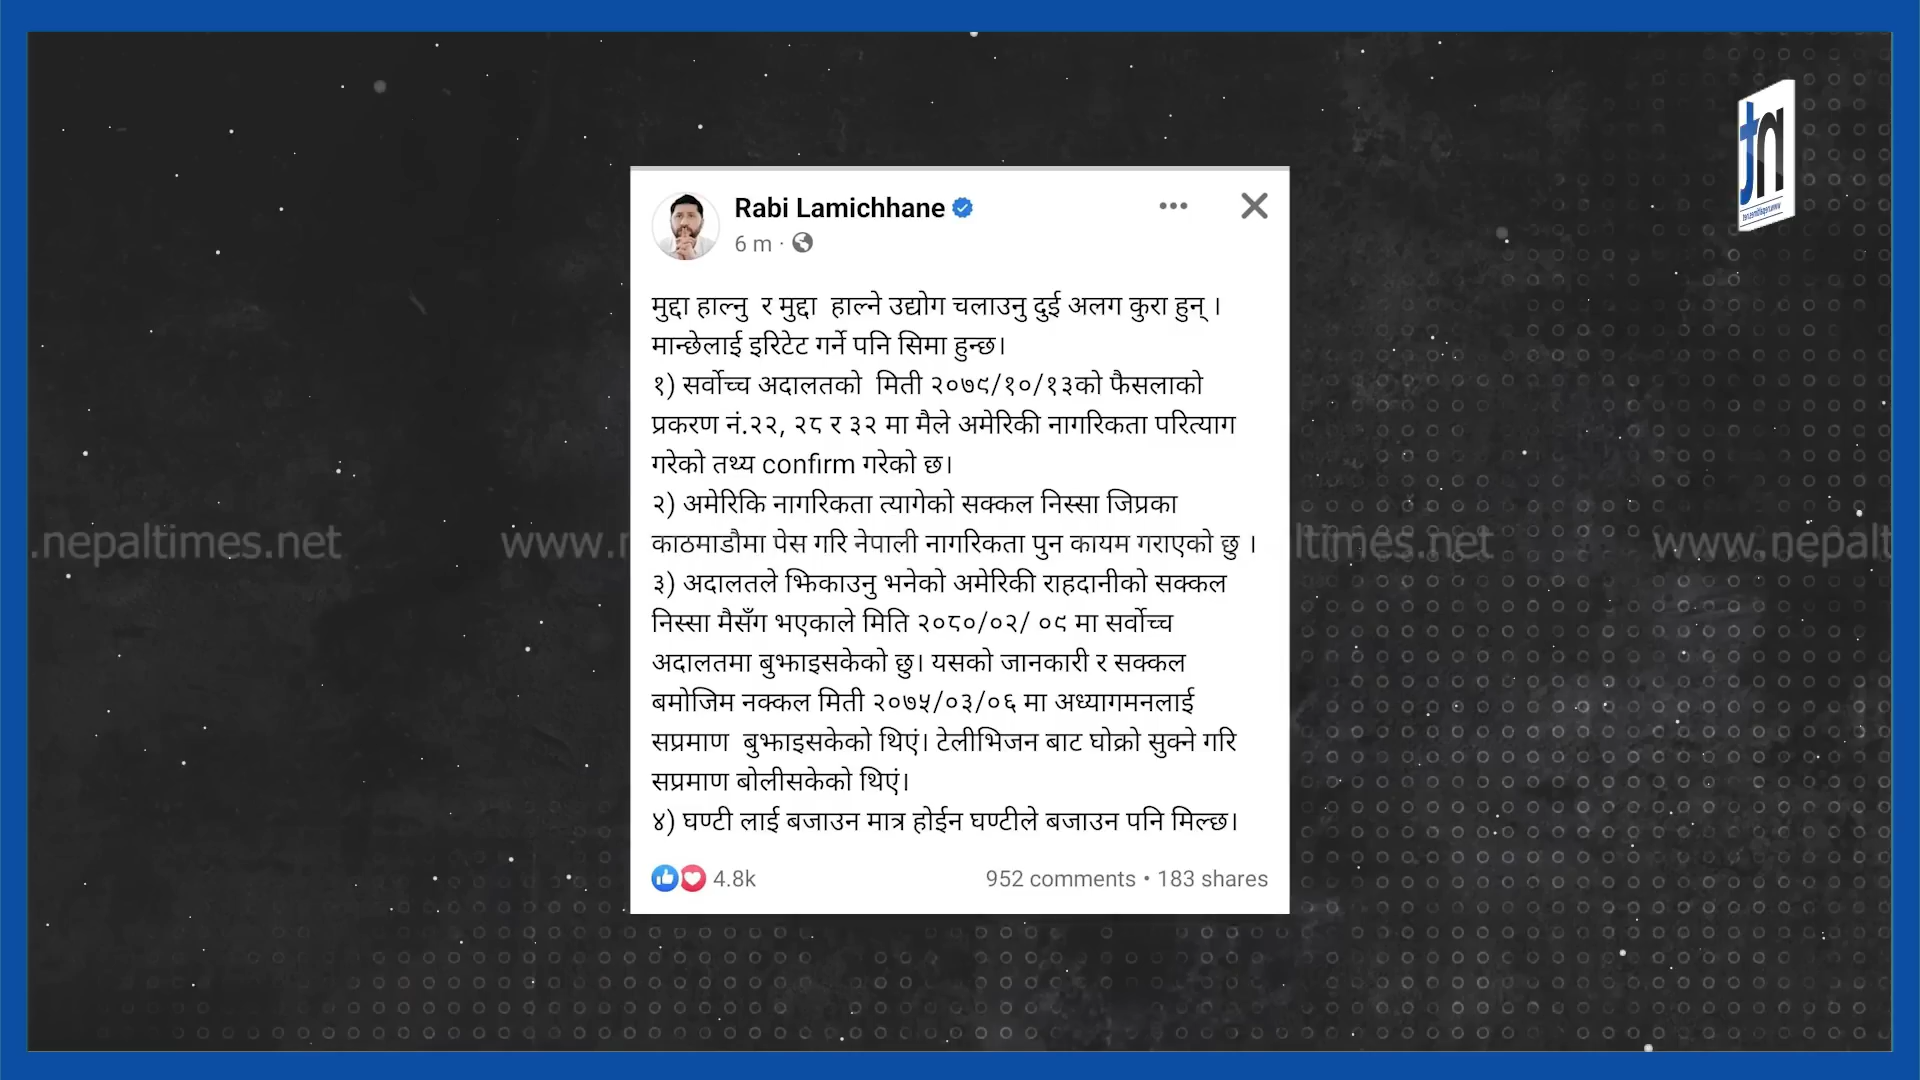 Rabi Lamichhane
6 m ·
मुद्दा हाल्नु र मुद्दा हाल्ने उद्योग चलाउनु दुई अलग कुरा हुन् ।
मान्छेलाई इरिटेट गर्ने पनि सिमा हुन्छ।
१) सर्वोच्च अदालतको मिती २०७९/१०/१३को फैसलाको
प्रकरण नं.२२, २८ र ३२ मा मैले अमेरिकी नागरिकता परित्याग
गरेको तथ्य confirm गरेको छ।
२) अमेरिकि नागरिकता त्यागेको सक्कल निस्सा जिप्रका
काठमाडौमा पेस गरि नेपाली नागरिकता पुन कायम गराएको छु ।
३) अदालतले झिकाउनु भनेको अमेरिकी राहदानीको सक्कल
निस्सा मैसँग भएकाले मिति २०८०/०२/ ०९ मा सर्वोच्च
अदालतमा बुझाइसकेको छु। यसको जानकारी र सक्कल
बमोजिम नक्कल मिती २०७५/०३/०६ मा अध्यागमनलाई
सप्रमाण बुझाइसकेको थिएं। टेलीभिजन बाट घोक्रो सुक्ने गरि
सप्रमाण बोलीसकेको थिएं।
४) घण्टी लाई बजाउन मात्र होईन घण्टीले बजाउन पनि मिल्छ।
4.8k
952 comments • 183 shares
.nepaltimes.net
www.n
ltimes.net
www.nepalt